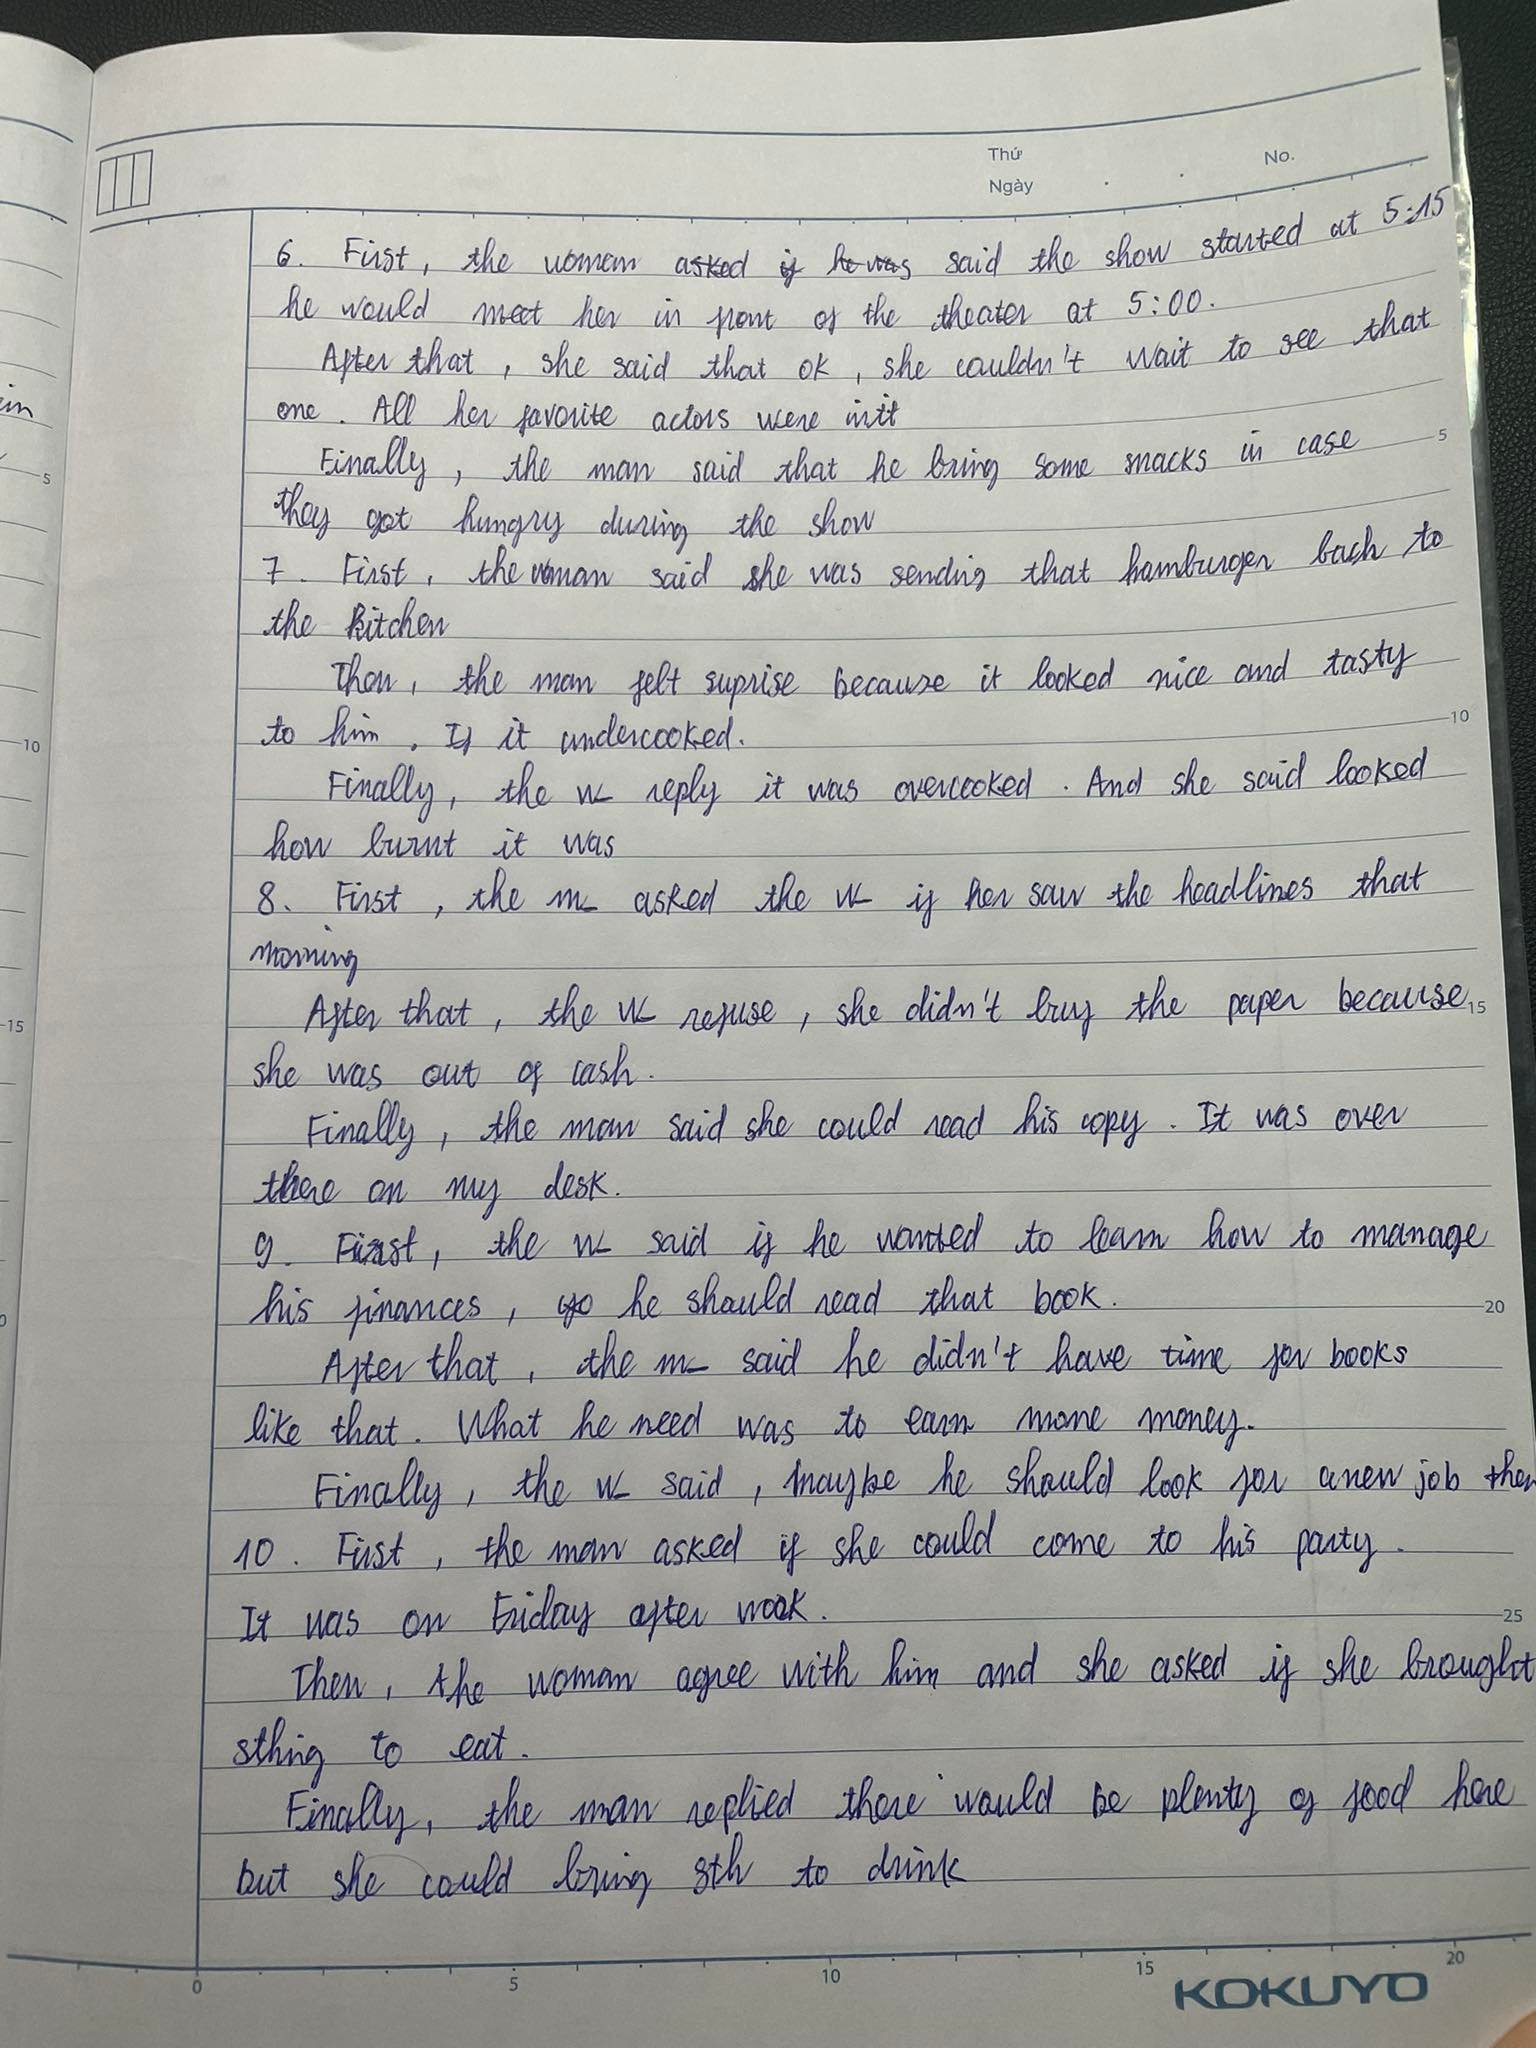 Thứ
No.
Ngày
6. First, the woman asked if he was said the show started at 5:15
he would meet her in front of the theater at 5:00.
After that, she said that ok, she couldn't wait to see that
one. All her favorite actors were init
Finally, the man said that he bring some snacks in case
they got hungry during the show
7. First, the woman said she was sending that hamburger bach to
the kitchen
Then, the man felt suprise because it looked nice and tasty
to him. If it undercooked.
Finally, the w_ reply it was overcooked. And she said looked
how burnt it was
8. First, the m_ asked the w_ if her saw the headlines that
morning
After that, the w_ refuse, she didn't buy the paper because
she was out of cash.
Finally, the man said she could read his copy. It was over
there on my desk.
9. First, the w_ said if he wanted to learn how to manage
his finances, yo he should read that book.
After that, the m_ said he didn't have time for books
like that. What he need was to earn more money.
Finally, the w_ said, maybe he should look for a new job then
10. First, the man asked if she could come to his party.
It was on Friday after work.
Then, the woman agree with him and she asked if she brought
sthing to eat.
Finally, the man replied there would be plenty of food here
but she could bring sth to drink
5
10
15
20
25
5
10
15
0
5
10
15
20
KOKUYO